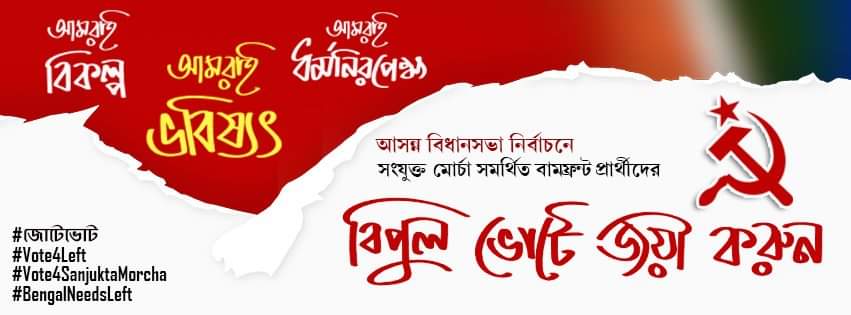 আমরাই
বিকল্প
আমরাই
ভবিষ্যৎ
আমরাই
ধর্মনিরপেক্ষ
আসন্ন বিধানসভা নির্বাচনে
সংযুক্ত মোর্চা সমর্থিত বামফ্রন্ট প্রার্থীদের
বিপুল ভোটে জয়ী করুন
#জোটেভোট
#Vote4Left
#Vote4SanjuktaMorcha
#BengalNeedsLeft